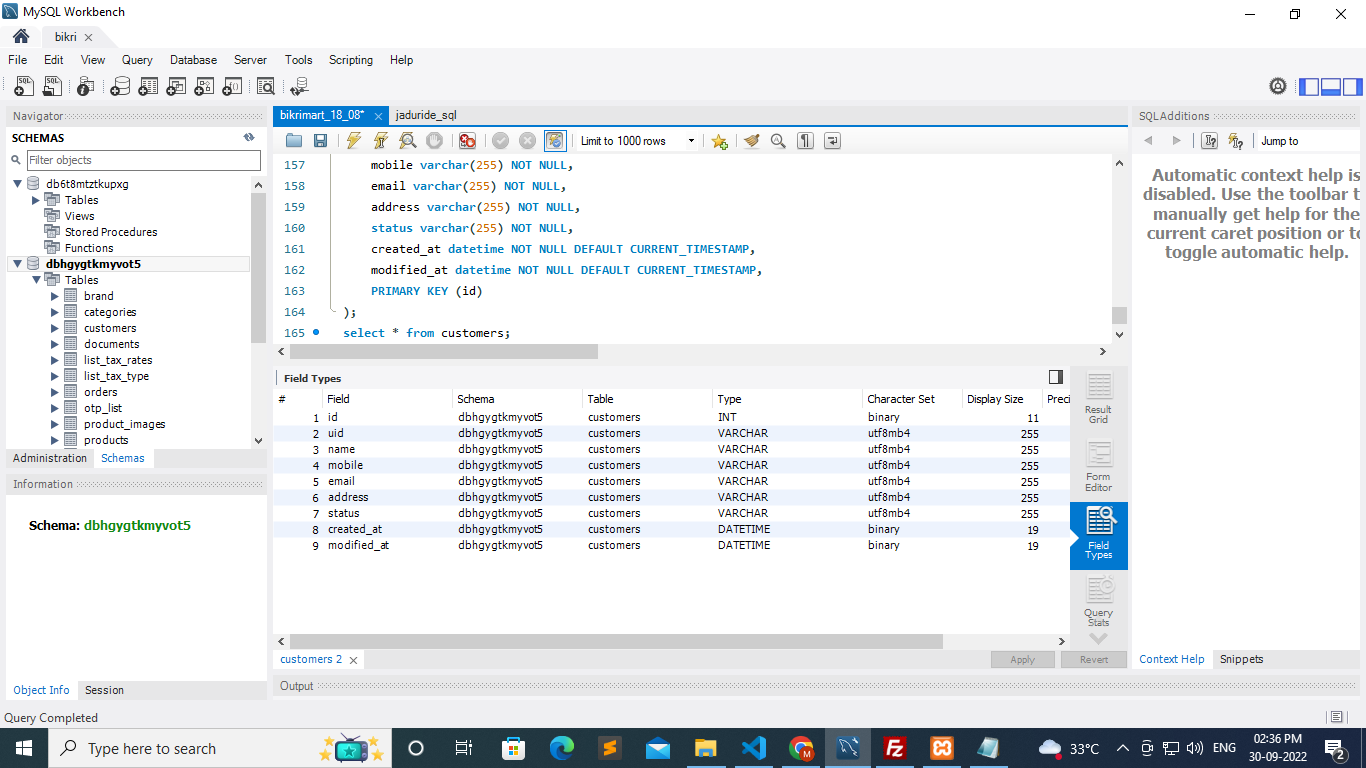 MySQL Workbench
bikri
File Edit View Query Database Server Tools Scripting Help
Navigator
SCHEMAS
Filter objects
db6t8mtztkupxg
Tables
Views
Stored Procedures
Functions
dbhgygtkmyvot5
Tables
brand
categories
customers
documents
list_tax_rates
list_tax_type
orders
otp_list
product_images
products
Administration Schemas
Information
Schema: dbhgygtkmyvot5
Object Info Session
bikrimart_18_08* jaduride_sql
Limit to 1000 rows
157 mobile varchar(255) NOT NULL,
158 email varchar(255) NOT NULL,
159 address varchar(255) NOT NULL,
160 status varchar(255) NOT NULL,
161 created_at datetime NOT NULL DEFAULT CURRENT_TIMESTAMP,
162 modified_at datetime NOT NULL DEFAULT CURRENT_TIMESTAMP,
163 PRIMARY KEY (id)
164 );
165 select * from customers;
Field Types
# Field Schema Table Type Character Set Display Size Preci
1 id dbhgygtkmyvot5 customers INT binary 11
2 uid dbhgygtkmyvot5 customers VARCHAR utf8mb4 255
3 name dbhgygtkmyvot5 customers VARCHAR utf8mb4 255
4 mobile dbhgygtkmyvot5 customers VARCHAR utf8mb4 255
5 email dbhgygtkmyvot5 customers VARCHAR utf8mb4 255
6 address dbhgygtkmyvot5 customers VARCHAR utf8mb4 255
7 status dbhgygtkmyvot5 customers VARCHAR utf8mb4 255
8 created_at dbhgygtkmyvot5 customers DATETIME binary 19
9 modified_at dbhgygtkmyvot5 customers DATETIME binary 19
Result
Grid
Form
Editor
Field
Types
Query
Stats
customers 2
Apply Revert
Output
SQLAdditions
Jump to
Automatic context help is
disabled. Use the toolbar t
manually get help for the
current caret position or to
toggle automatic help.
Context Help Snippets
Query Completed
Type here to search
33°C
ENG
02:36 PM
30-09-2022
2